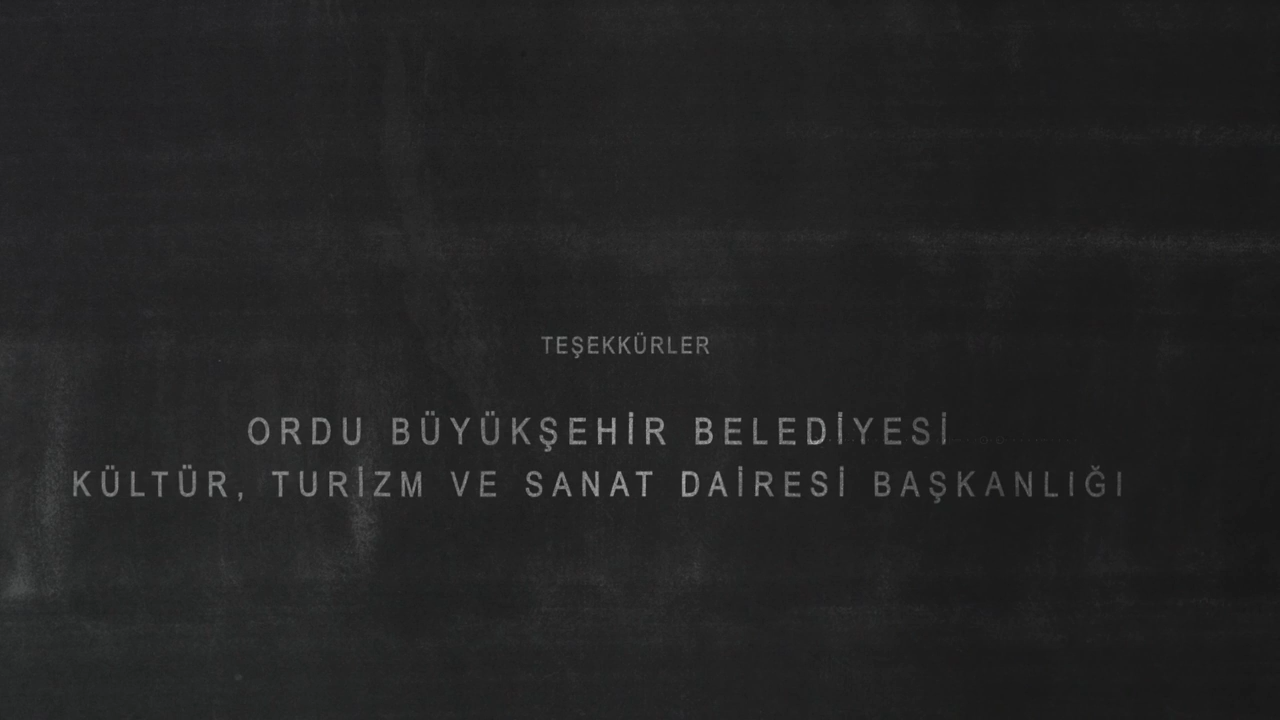 TEŞEKKÜRLER
ORDU BÜYÜKŞEHİR BELEDİYESİ
KÜLTÜR, TURİZM VE SANAT DAİRESİ BAŞKANLIĞI